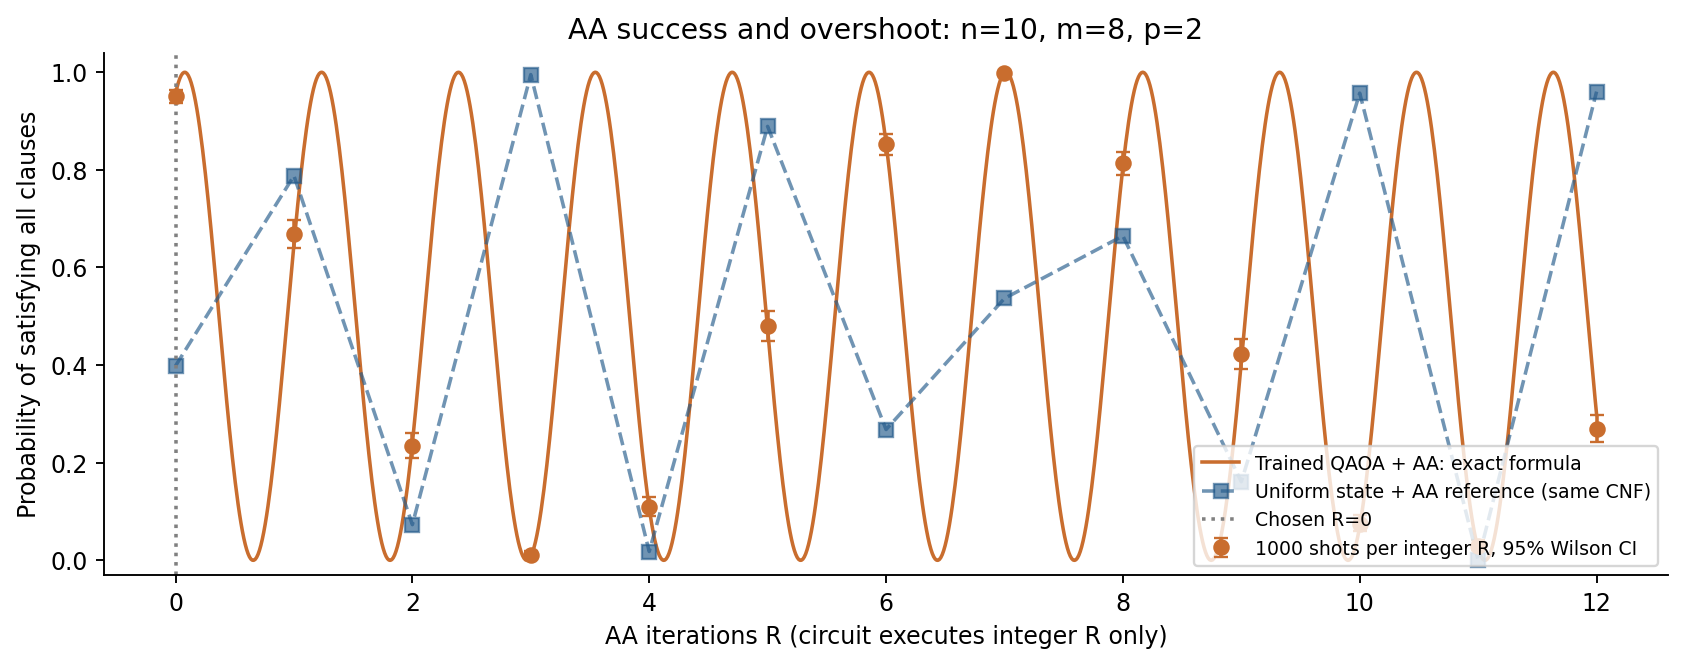 AA success and overshoot: n=10, m=8, p=2
Probability of satisfying all clauses
1.0
0.8
0.6
0.4
0.2
0.0
Trained QAOA + AA: exact formula
Uniform state + AA reference (same CNF)
Chosen R=0
1000 shots per integer R, 95% Wilson CI
0 2 4 6 8 10 12
AA iterations R (circuit executes integer R only)